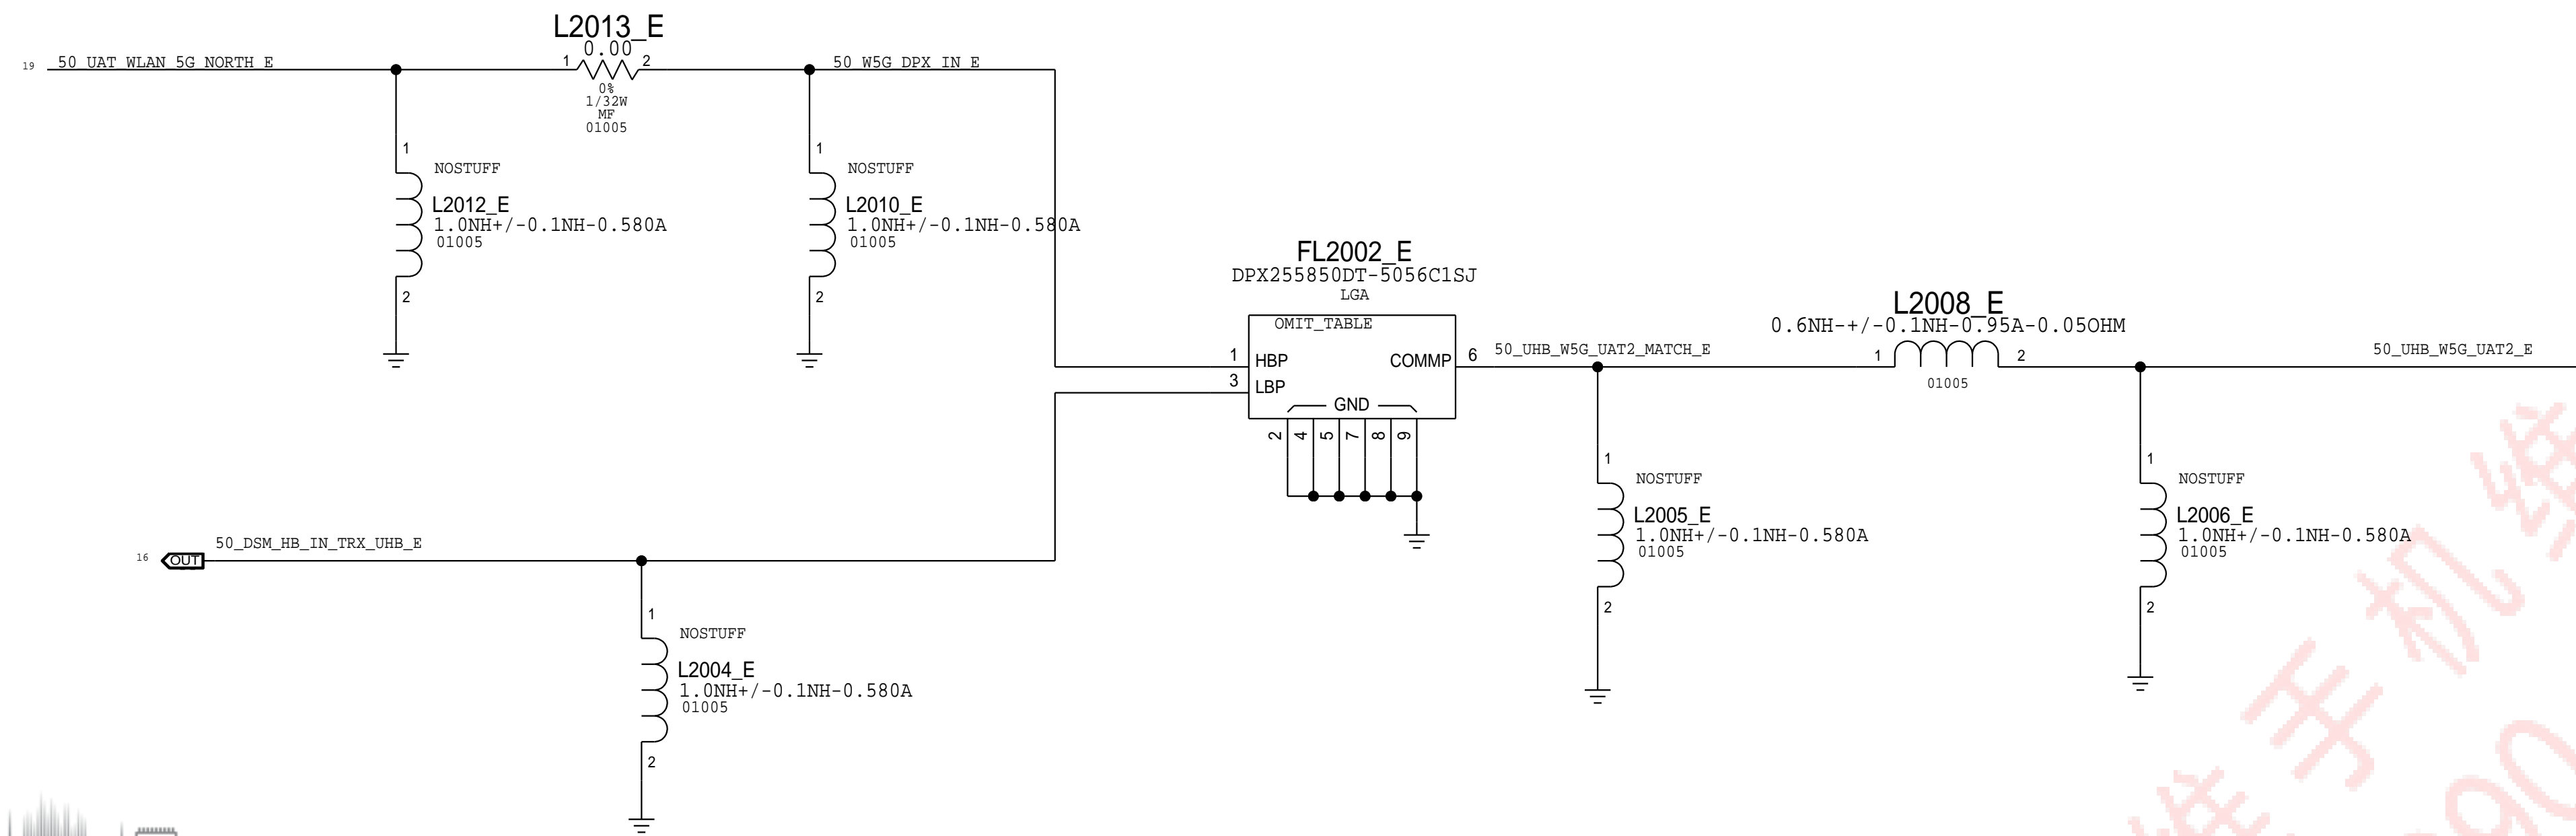 L2013_E
0.00
19
50_UAT_WLAN_5G_NORTH_E
1
2
50_W5G_DPX_IN_E
0%
1/32W
MF
01005
1
NOSTUFF
L2012_E
1.0NH+/-0.1NH-0.580A
01005
2
1
NOSTUFF
L2010_E
1.0NH+/-0.1NH-0.580A
01005
2
FL2002_E
DPX255850DT-5056C1SJ
LGA
OMIT_TABLE
1
HBP
COMMP
6
3
LBP
GND
2
4
5
7
8
9
50_UHB_W5G_UAT2_MATCH_E
L2008_E
0.6NH-+/-0.1NH-0.95A-0.05OHM
1
2
01005
50_UHB_W5G_UAT2_E
1
NOSTUFF
L2005_E
1.0NH+/-0.1NH-0.580A
01005
2
1
NOSTUFF
L2006_E
1.0NH+/-0.1NH-0.580A
01005
2
16
OUT
50_DSM_HB_IN_TRX_UHB_E
1
NOSTUFF
L2004_E
1.0NH+/-0.1NH-0.580A
01005
2
维手机维
90